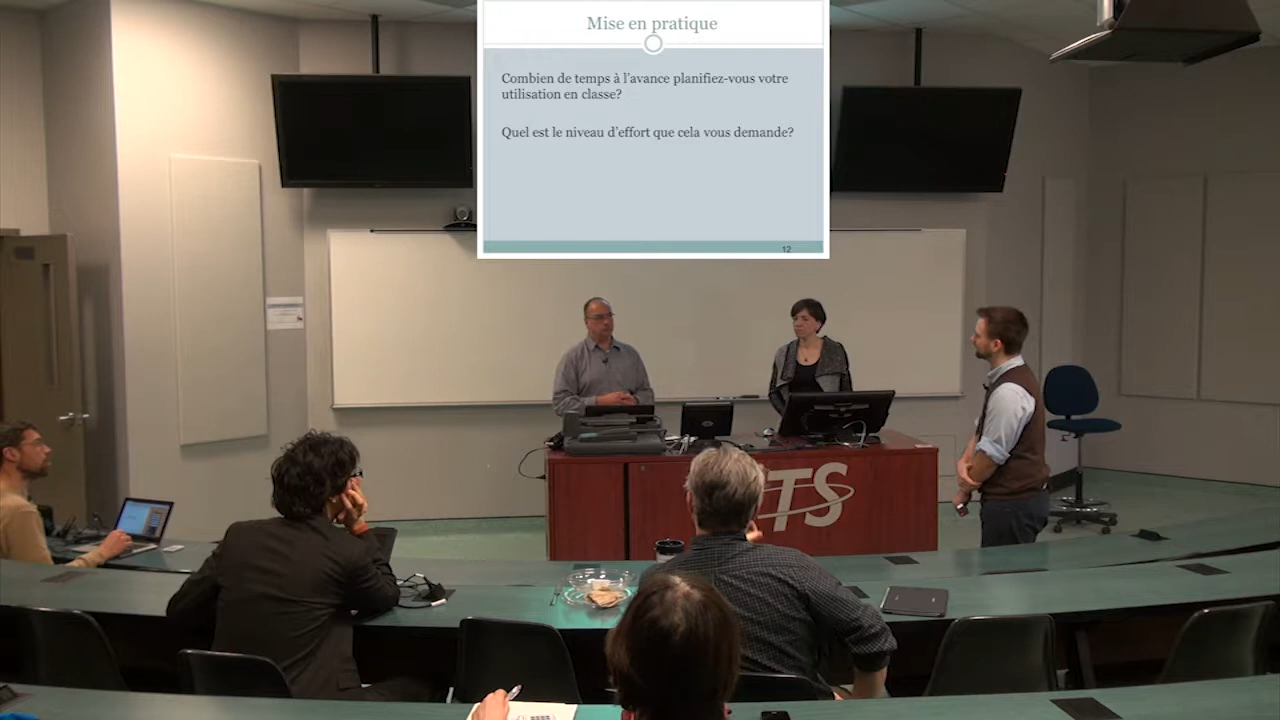 Mise en pratique
Combien de temps à l'avance planifiez-vous votre
utilisation en classe?
Quel est le niveau d'effort que cela vous demande?
12
TS